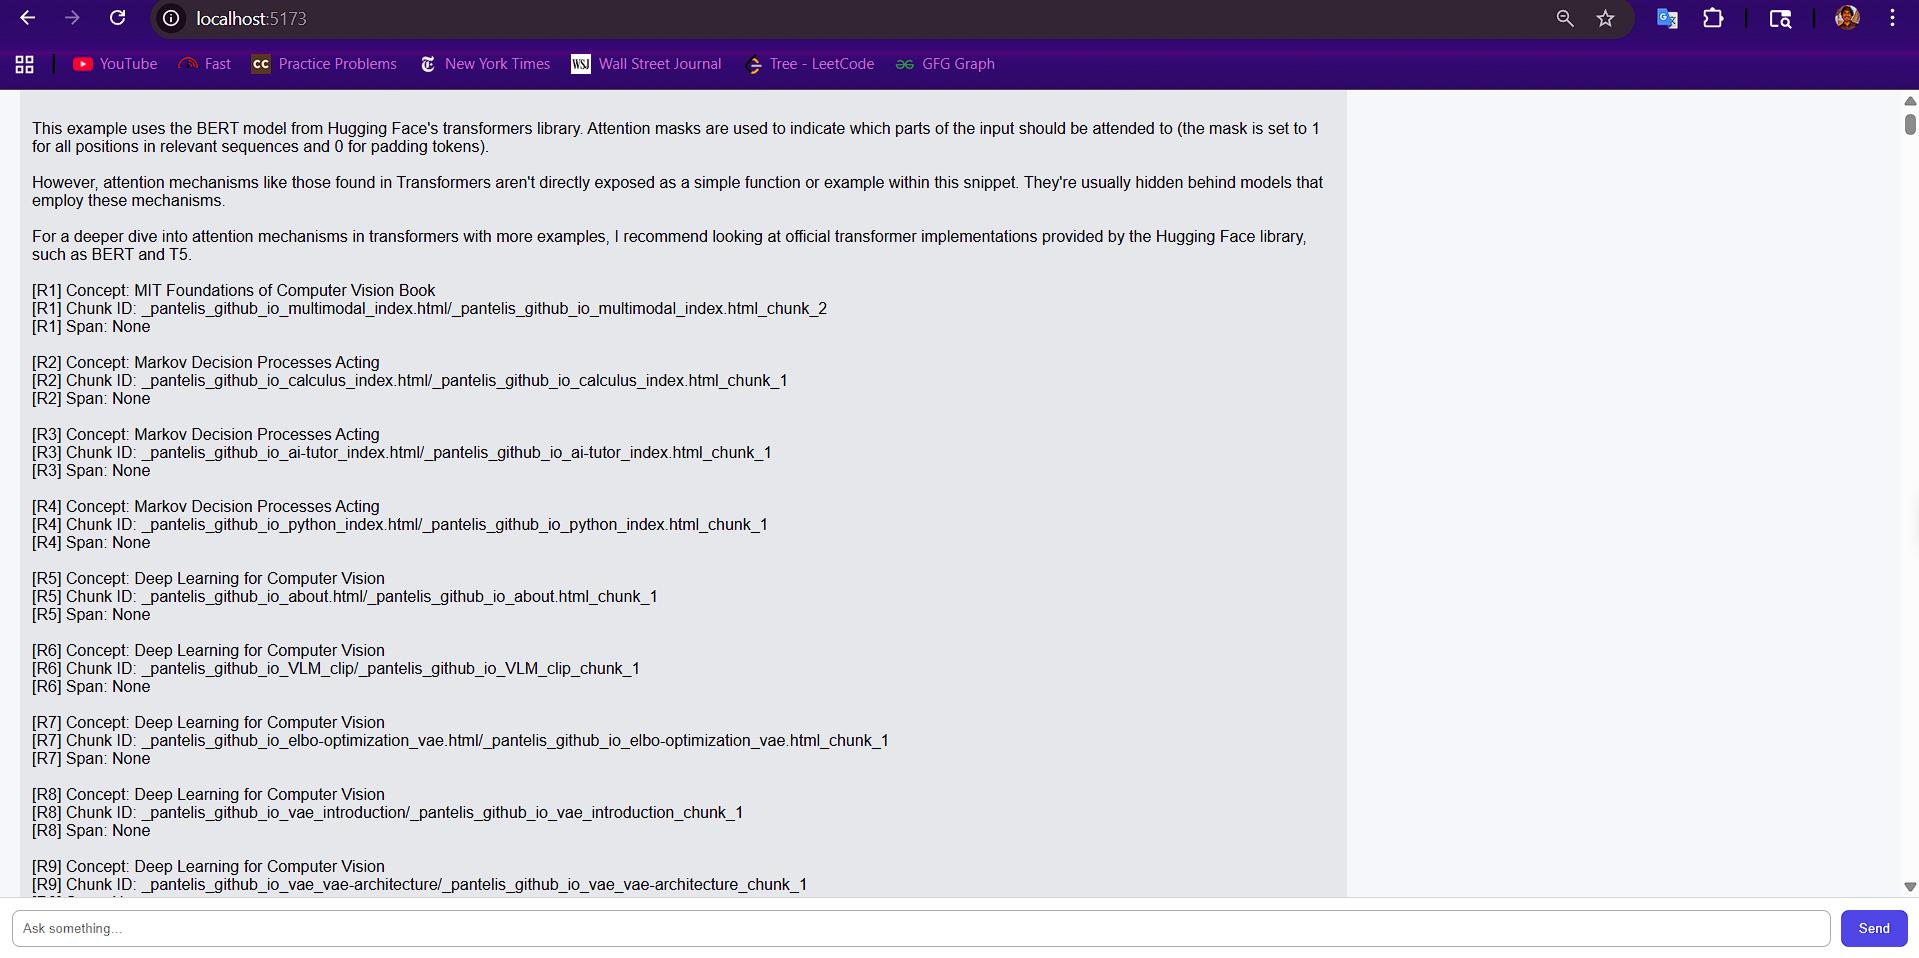 localhost:5173
YouTube
Fast
CC Practice Problems
New York Times
WSJ Wall Street Journal
Tree - LeetCode
GFG Graph
This example uses the BERT model from Hugging Face's transformers library. Attention masks are used to indicate which parts of the input should be attended to (the mask is set to 1
for all positions in relevant sequences and 0 for padding tokens).
However, attention mechanisms like those found in Transformers aren't directly exposed as a simple function or example within this snippet. They're usually hidden behind models that
employ these mechanisms.
For a deeper dive into attention mechanisms in transformers with more examples, I recommend looking at official transformer implementations provided by the Hugging Face library,
such as BERT and T5.
[R1] Concept: MIT Foundations of Computer Vision Book
[R1] Chunk ID: _pantelis_github_io_multimodal_index.html/_pantelis_github_io_multimodal_index.html_chunk_2
[R1] Span: None
[R2] Concept: Markov Decision Processes Acting
[R2] Chunk ID: _pantelis_github_io_calculus_index.html/_pantelis_github_io_calculus_index.html_chunk_1
[R2] Span: None
[R3] Concept: Markov Decision Processes Acting
[R3] Chunk ID: _pantelis_github_io_ai-tutor_index.html/_pantelis_github_io_ai-tutor_index.html_chunk_1
[R3] Span: None
[R4] Concept: Markov Decision Processes Acting
[R4] Chunk ID: _pantelis_github_io_python_index.html/_pantelis_github_io_python_index.html_chunk_1
[R4] Span: None
[R5] Concept: Deep Learning for Computer Vision
[R5] Chunk ID: _pantelis_github_io_about.html/_pantelis_github_io_about.html_chunk_1
[R5] Span: None
[R6] Concept: Deep Learning for Computer Vision
[R6] Chunk ID: _pantelis_github_io_VLM_clip/_pantelis_github_io_VLM_clip_chunk_1
[R6] Span: None
[R7] Concept: Deep Learning for Computer Vision
[R7] Chunk ID: _pantelis_github_io_elbo-optimization_vae.html/_pantelis_github_io_elbo-optimization_vae.html_chunk_1
[R7] Span: None
[R8] Concept: Deep Learning for Computer Vision
[R8] Chunk ID: _pantelis_github_io_vae_introduction/_pantelis_github_io_vae_introduction_chunk_1
[R8] Span: None
[R9] Concept: Deep Learning for Computer Vision
[R9] Chunk ID: _pantelis_github_io_vae_vae-architecture/_pantelis_github_io_vae_vae-architecture_chunk_1
Ask something...
Send